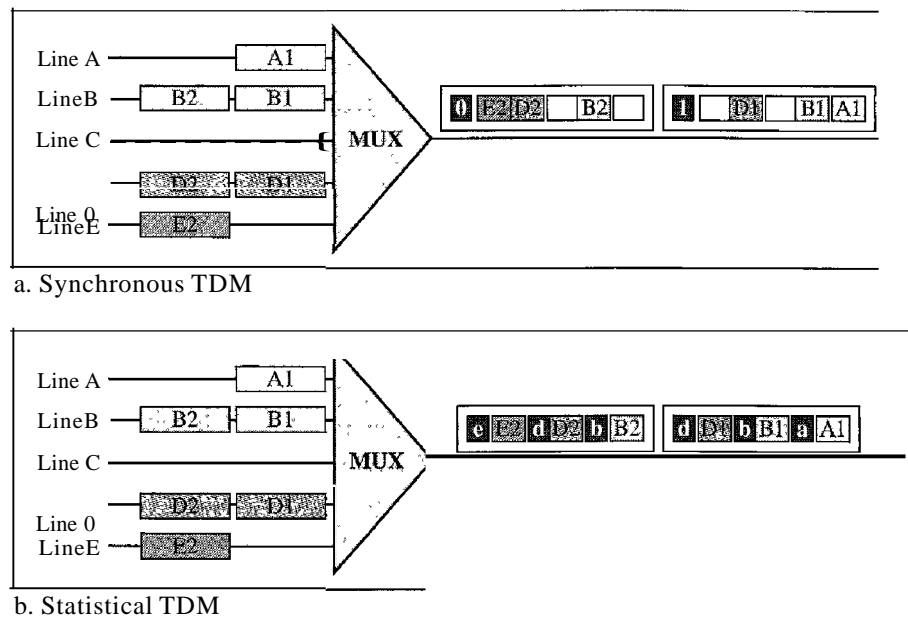 Line A A1
LineB B2 B1
0 E2 D2 B2 1 D1 B1 A1
Line C MUX
D2 D1
Line 0
LineE E2
a. Synchronous TDM
Line A A1
LineB B2 B1
e E2 d D2 b B2 d D1 b B1 a A1
Line C MUX
D2 D1
Line 0
LineE E2
b. Statistical TDM